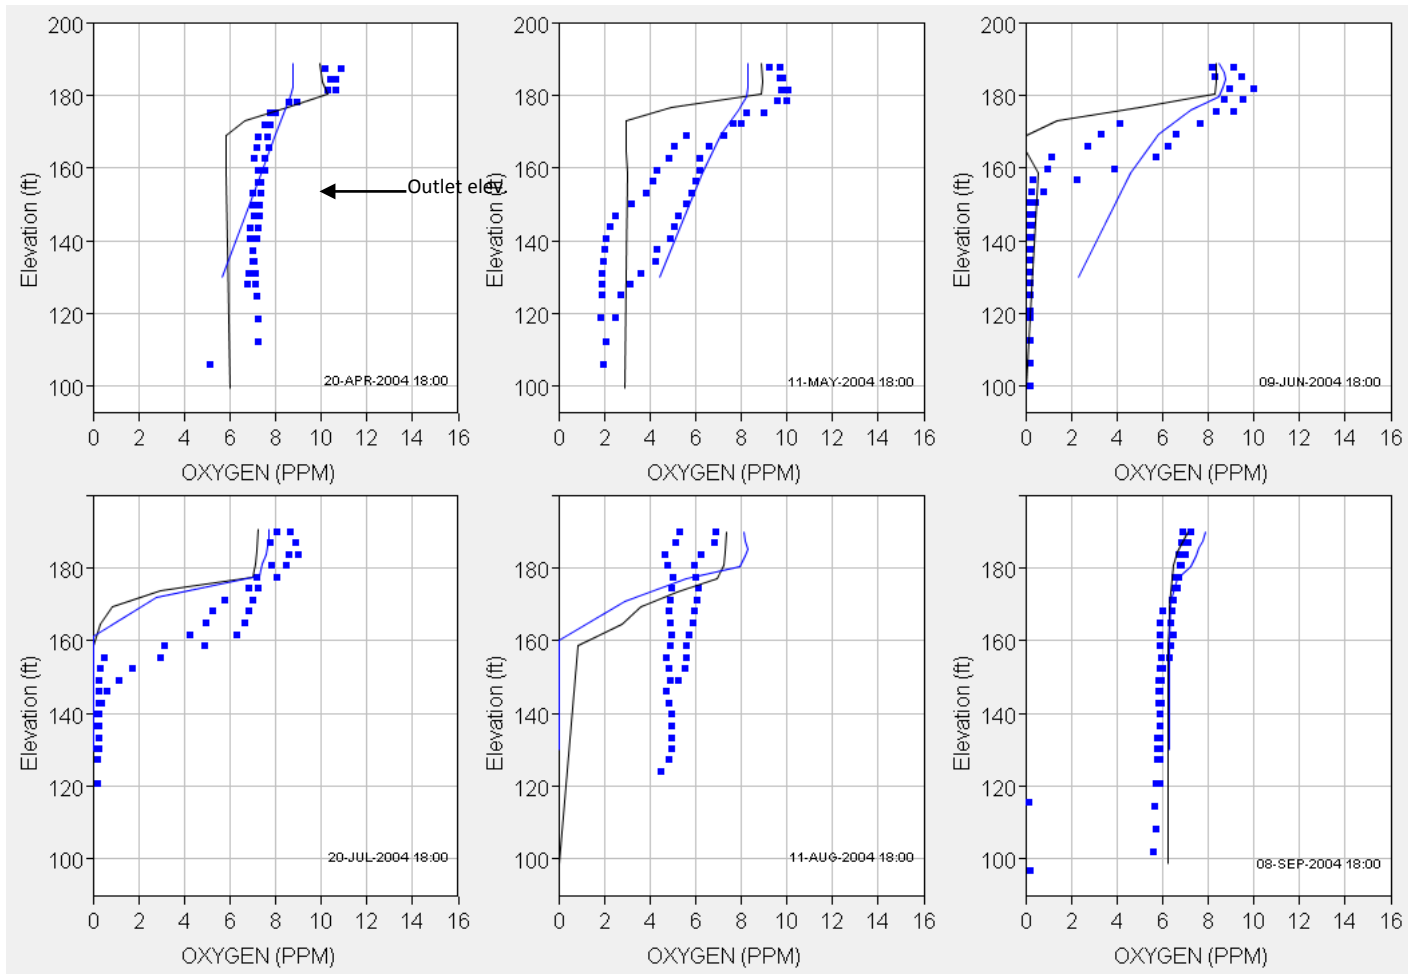 200
180
160
140
120
100
Elevation (ft)
Outlet elev.
20-APR-2004 18:00
0 2 4 6 8 10 12 14 16
OXYGEN (PPM)
200
180
160
140
120
100
Elevation (ft)
11-MAY-2004 18:00
0 2 4 6 8 10 12 14 16
OXYGEN (PPM)
200
180
160
140
120
100
Elevation (ft)
09-JUN-2004 18:00
0 2 4 6 8 10 12 14 16
OXYGEN (PPM)
180
160
140
120
100
Elevation (ft)
20-JUL-2004 18:00
0 2 4 6 8 10 12 14 16
OXYGEN (PPM)
180
160
140
120
100
Elevation (ft)
11-AUG-2004 18:00
0 2 4 6 8 10 12 14 16
OXYGEN (PPM)
180
160
140
120
100
Elevation (ft)
08-SEP-2004 18:00
0 2 4 6 8 10 12 14 16
OXYGEN (PPM)